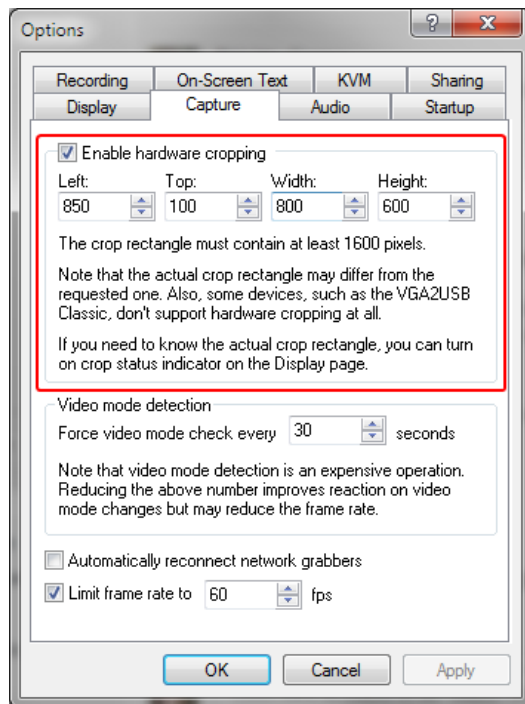 Options
?
Recording On-Screen Text KVM Sharing
Display Capture Audio Startup
Enable hardware cropping
Left: Top: Width: Height:
850 100 800 600
The crop rectangle must contain at least 1600 pixels.
Note that the actual crop rectangle may differ from the
requested one. Also, some devices, such as the VGA2USB
Classic, don't support hardware cropping at all.
If you need to know the actual crop rectangle, you can turn
on crop status indicator on the Display page.
Video mode detection
Force video mode check every 30 seconds
Note that video mode detection is an expensive operation.
Reducing the above number improves reaction on video
mode changes but may reduce the frame rate.
Automatically reconnect network grabbers
Limit frame rate to 60 fps
OK Cancel Apply